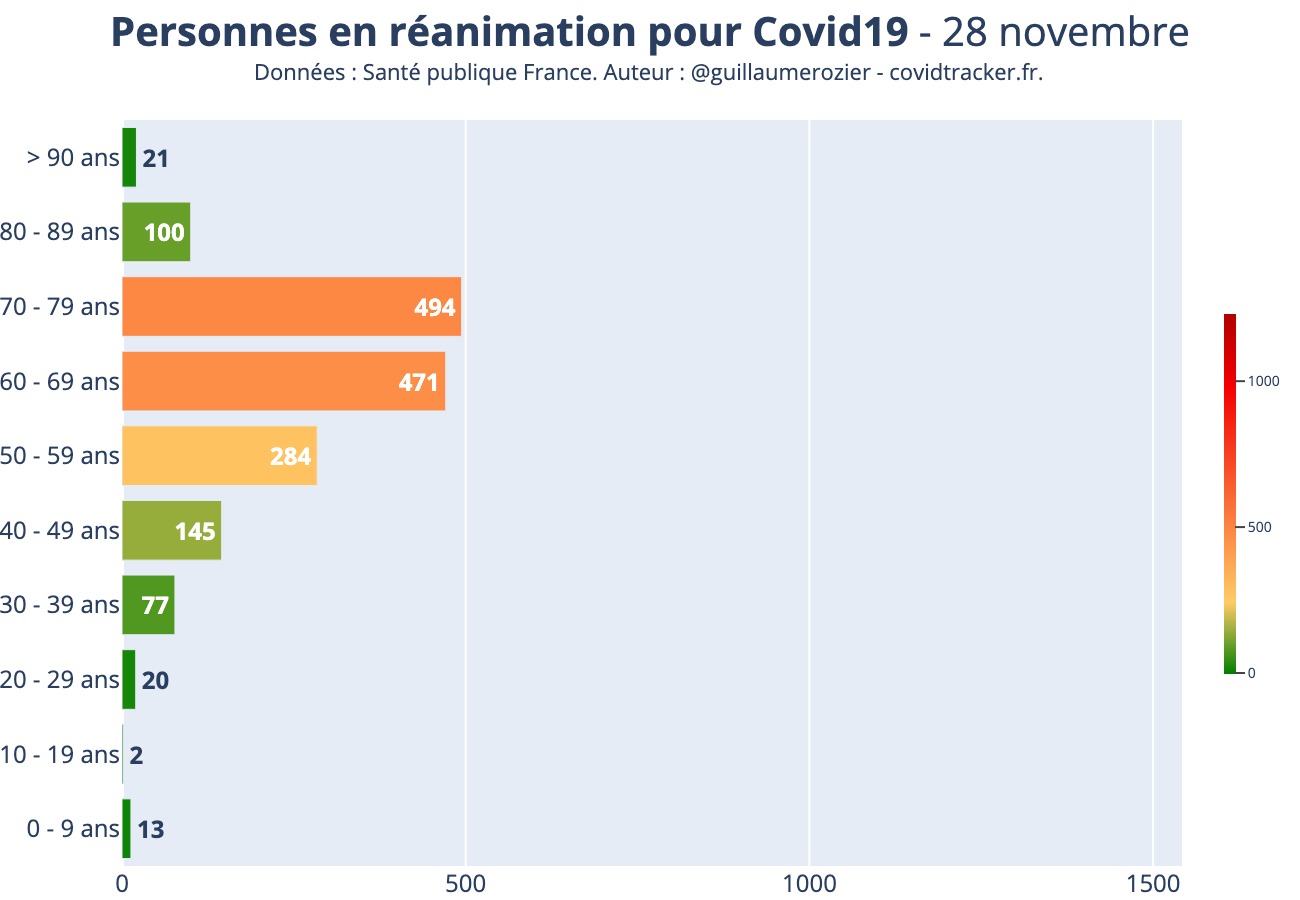 Personnes en réanimation pour Covid19 - 28 novembre
Données : Santé publique France. Auteur : @guillaumerozier - covidtracker.fr.
> 90 ans 21
80 - 89 ans 100
70 - 79 ans 494
60 - 69 ans 471
50 - 59 ans 284
40 - 49 ans 145
30 - 39 ans 77
20 - 29 ans 20
10 - 19 ans 2
0 - 9 ans 13
0 500 1000 1500
1000
500
0